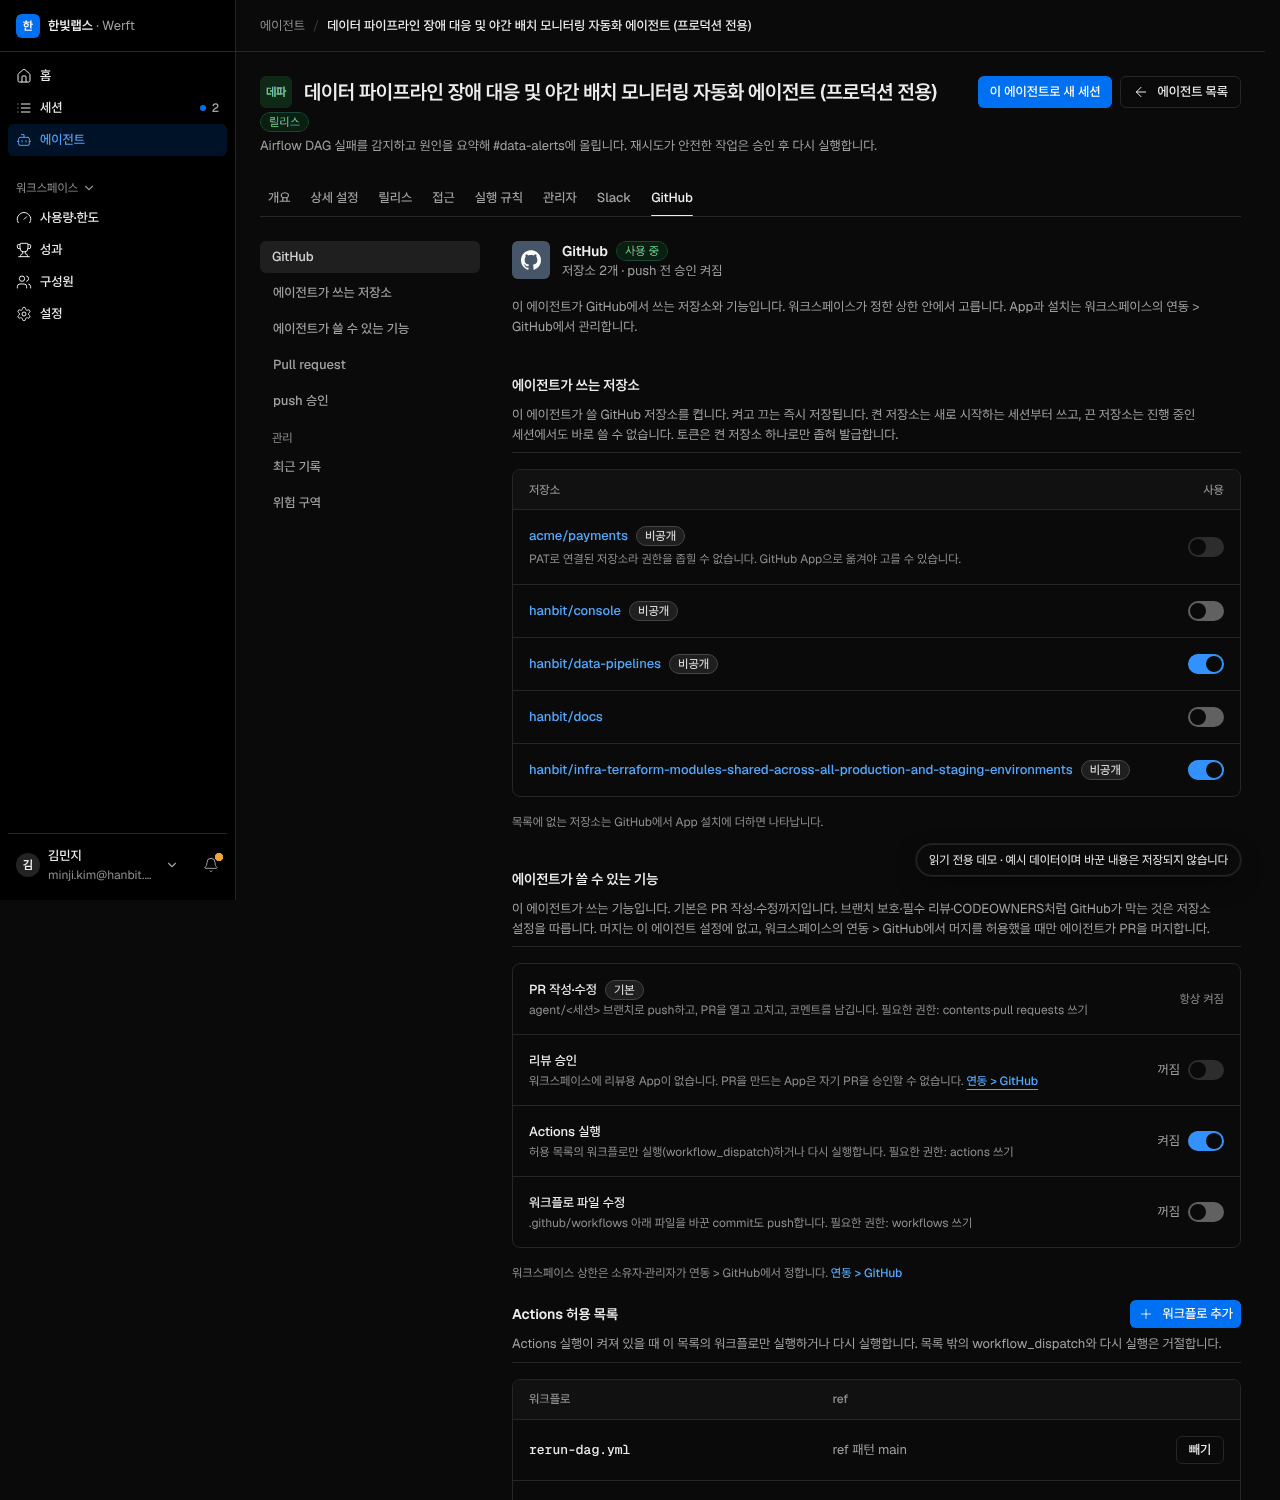 한 한빛랩스 · Werft
홈
세션 2
에이전트
워크스페이스
사용량·한도
성과
구성원
설정
김 김민지
minji.kim@hanbit....
에이전트 / 데이터 파이프라인 장애 대응 및 야간 배치 모니터링 자동화 에이전트 (프로덕션 전용)
데파 데이터 파이프라인 장애 대응 및 야간 배치 모니터링 자동화 에이전트 (프로덕션 전용)
릴리스
이 에이전트로 새 세션
에이전트 목록
Airflow DAG 실패를 감지하고 원인을 요약해 #data-alerts에 올립니다. 재시도가 안전한 작업은 승인 후 다시 실행합니다.
개요 상세 설정 릴리스 접근 실행 규칙 관리자 Slack GitHub
GitHub
에이전트가 쓰는 저장소
에이전트가 쓸 수 있는 기능
Pull request
push 승인
관리
최근 기록
위험 구역
GitHub 사용 중
저장소 2개 · push 전 승인 켜짐
이 에이전트가 GitHub에서 쓰는 저장소와 기능입니다. 워크스페이스가 정한 상한 안에서 고릅니다. App과 설치는 워크스페이스의 연동 >
GitHub에서 관리합니다.
에이전트가 쓰는 저장소
이 에이전트가 쓸 GitHub 저장소를 켭니다. 켜고 끄는 즉시 저장됩니다. 켠 저장소는 새로 시작하는 세션부터 쓰고, 끈 저장소는 진행 중인
세션에서도 바로 쓸 수 없습니다. 토큰은 켠 저장소 하나로만 좁혀 발급합니다.
저장소 사용
acme/payments 비공개
PAT로 연결된 저장소라 권한을 좁힐 수 없습니다. GitHub App으로 옮겨야 고를 수 있습니다.
hanbit/console 비공개
hanbit/data-pipelines 비공개
hanbit/docs
hanbit/infra-terraform-modules-shared-across-all-production-and-staging-environments 비공개
목록에 없는 저장소는 GitHub에서 App 설치에 더하면 나타납니다.
읽기 전용 데모 · 예시 데이터이며 바꾼 내용은 저장되지 않습니다
에이전트가 쓸 수 있는 기능
이 에이전트가 쓰는 기능입니다. 기본은 PR 작성·수정까지입니다. 브랜치 보호·필수 리뷰·CODEOWNERS처럼 GitHub가 막는 것은 저장소
설정을 따릅니다. 머지는 이 에이전트 설정에 없고, 워크스페이스의 연동 > GitHub에서 머지를 허용했을 때만 에이전트가 PR을 머지합니다.
PR 작성·수정 기본
agent/<세션> 브랜치로 push하고, PR을 열고 고치고, 코멘트를 남깁니다. 필요한 권한: contents·pull requests 쓰기
항상 켜짐
리뷰 승인
워크스페이스에 리뷰용 App이 없습니다. PR을 만드는 App은 자기 PR을 승인할 수 없습니다. 연동 > GitHub
꺼짐
Actions 실행
허용 목록의 워크플로만 실행(workflow_dispatch)하거나 다시 실행합니다. 필요한 권한: actions 쓰기
켜짐
워크플로 파일 수정
.github/workflows 아래 파일을 바꾼 commit도 push합니다. 필요한 권한: workflows 쓰기
꺼짐
워크스페이스 상한은 소유자·관리자가 연동 > GitHub에서 정합니다. 연동 > GitHub
Actions 허용 목록
워크플로 추가
Actions 실행이 켜져 있을 때 이 목록의 워크플로만 실행하거나 다시 실행합니다. 목록 밖의 workflow_dispatch와 다시 실행은 거절합니다.
워크플로 ref
rerun-dag.yml ref 패턴 main 빼기